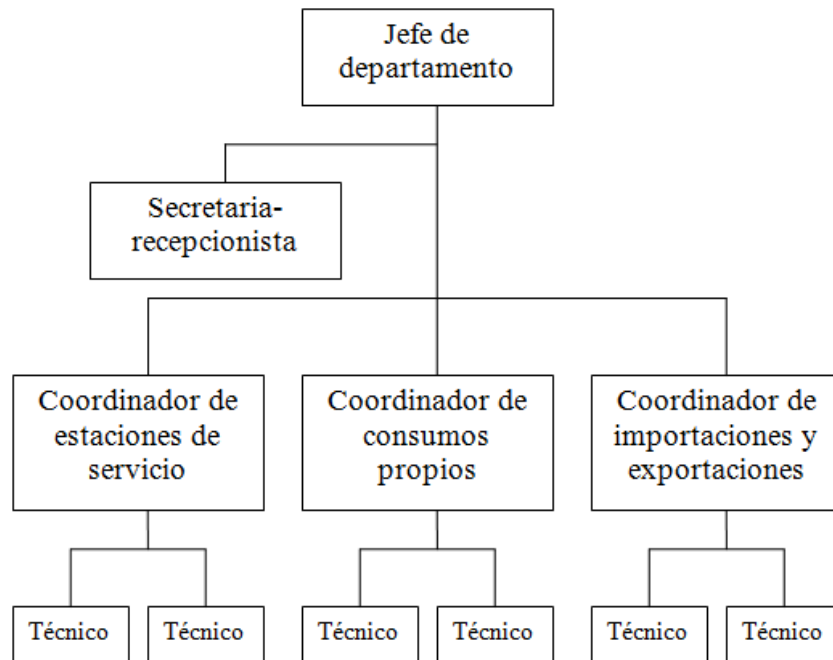 Jefe de
departamento
Secretaria-
recepcionista
Coordinador de
estaciones de
servicio
Coordinador de
consumos
propios
Coordinador de
importaciones y
exportaciones
Técnico
Técnico
Técnico
Técnico
Técnico
Técnico